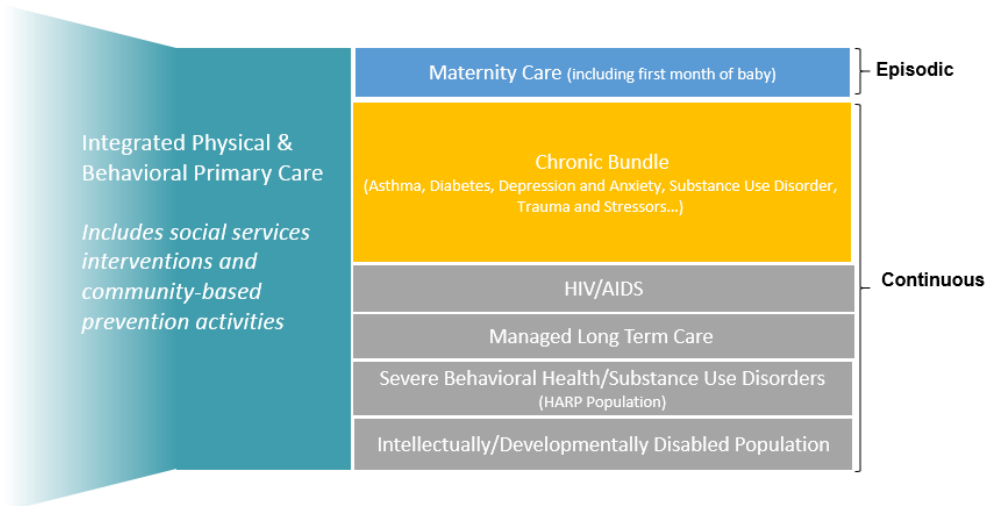 Integrated Physical &
Behavioral Primary Care
Includes social services
interventions and
community-based
prevention activities
Maternity Care (including first month of baby)
Episodic
Chronic Bundle
(Asthma, Diabetes, Depression and Anxiety, Substance Use Disorder,
Trauma and Stressors...)
HIV/AIDS
Managed Long Term Care
Severe Behavioral Health/Substance Use Disorders
(HARP Population)
Intellectually/Developmentally Disabled Population
Continuous